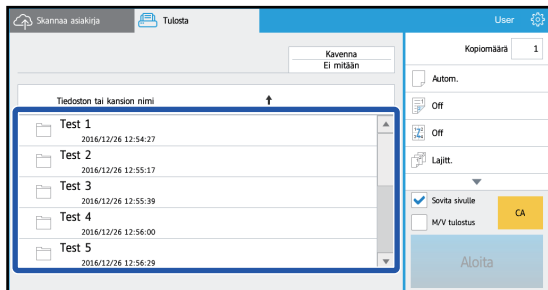 Skannaa asiakirja
Tulosta
User
Kavenna
Ei mitään
Kopiomäärä 1
Tiedoston tai kansion nimi
Autom.
Off
Off
Lajitt.
Test 1
2016/12/26 12:54:27
Test 2
2016/12/26 12:55:17
Test 3
2016/12/26 12:55:39
Test 4
2016/12/26 12:56:00
Test 5
2016/12/26 12:56:29
Sovita sivulle
M/V tulostus
CA
Aloita